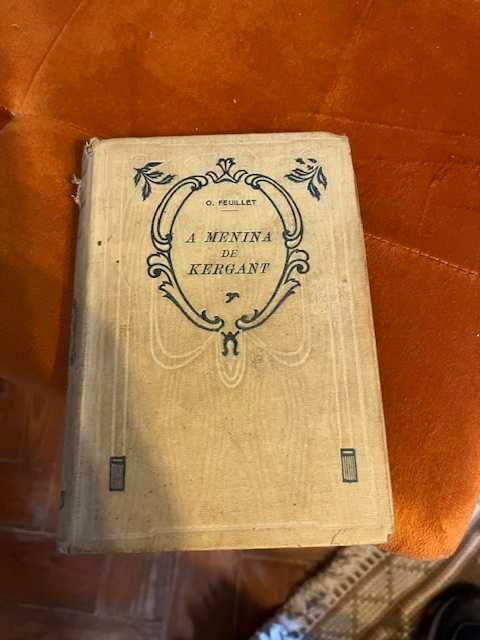 O. FEUILLET
A MENINA
DE
KERGANT